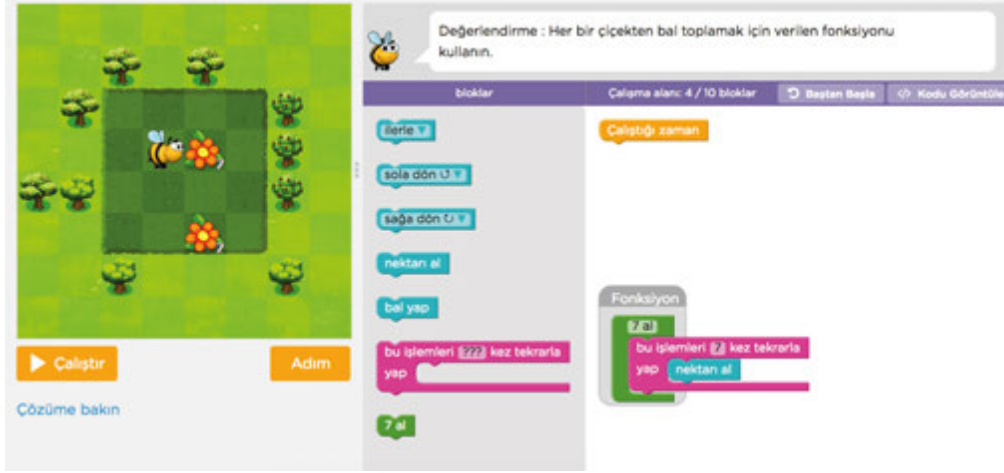 Değerlendirme : Her bir çiçekten bal toplamak için verilen fonksiyonu
kullanın.
bloklar
Çalışma alanı: 4 / 10 bloklar
Baştan Başla
Kodu Görüntüle
ilerle
sola dön
sağa dön
nektarı al
bal yap
bu işlemleri ??? kez tekrarla
yap
7 al
Çalıştığı zaman
Fonksiyon
7 al
bu işlemleri 7 kez tekrarla
yap nektarı al
Çalıştır
Adım
Çözüme bakın